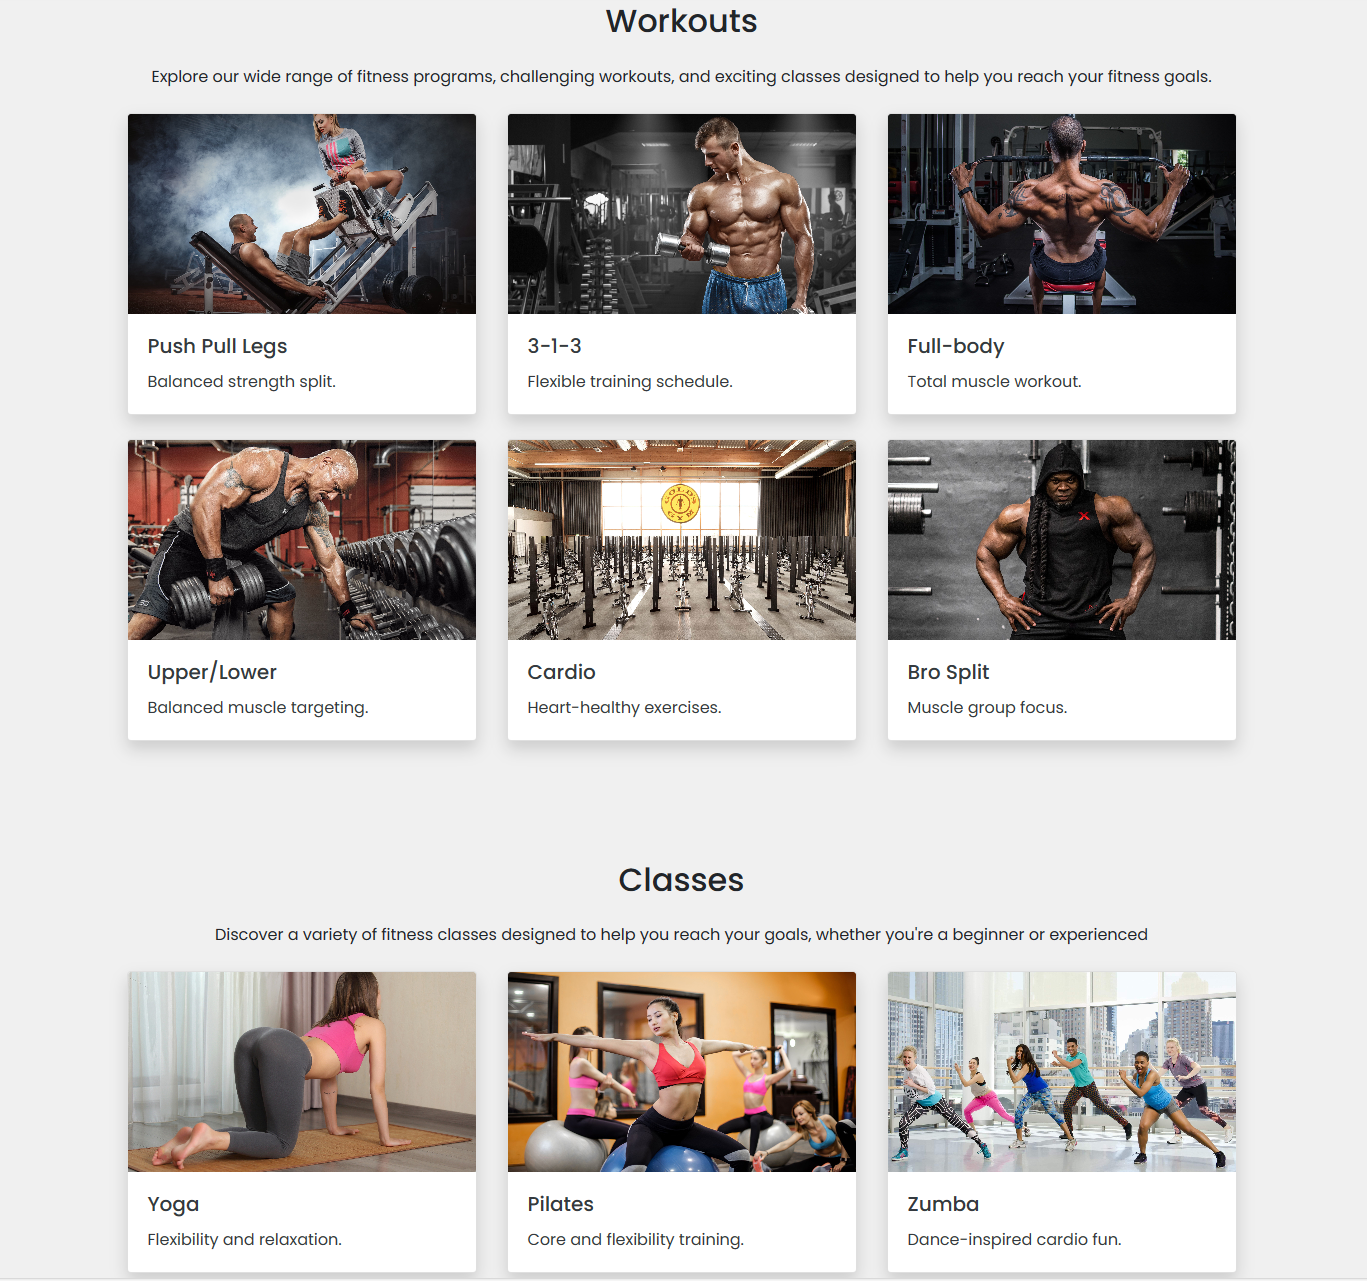 Workouts
Explore our wide range of fitness programs, challenging workouts, and exciting classes designed to help you reach your fitness goals.
Push Pull Legs
Balanced strength split.
3-1-3
Flexible training schedule.
Full-body
Total muscle workout.
GOLD'S
GYM
Upper/Lower
Balanced muscle targeting.
Cardio
Heart-healthy exercises.
Bro Split
Muscle group focus.
Classes
Discover a variety of fitness classes designed to help you reach your goals, whether you're a beginner or experienced
Yoga
Flexibility and relaxation.
Pilates
Core and flexibility training.
Zumba
Dance-inspired cardio fun.